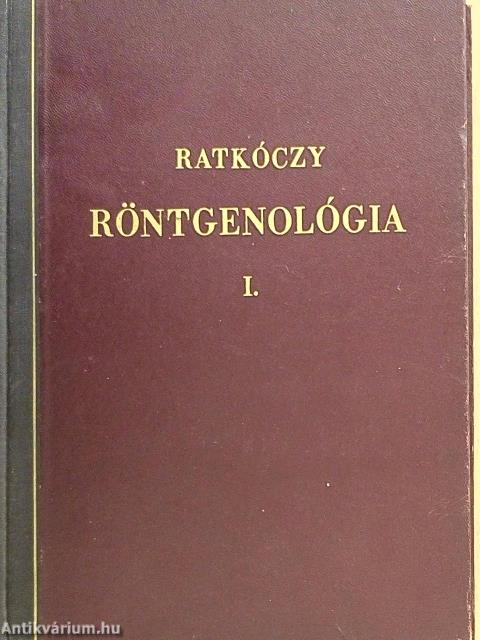 RATKÓCZY
RÖNTGENOLÓGIA
I.
Antikvárium.hu